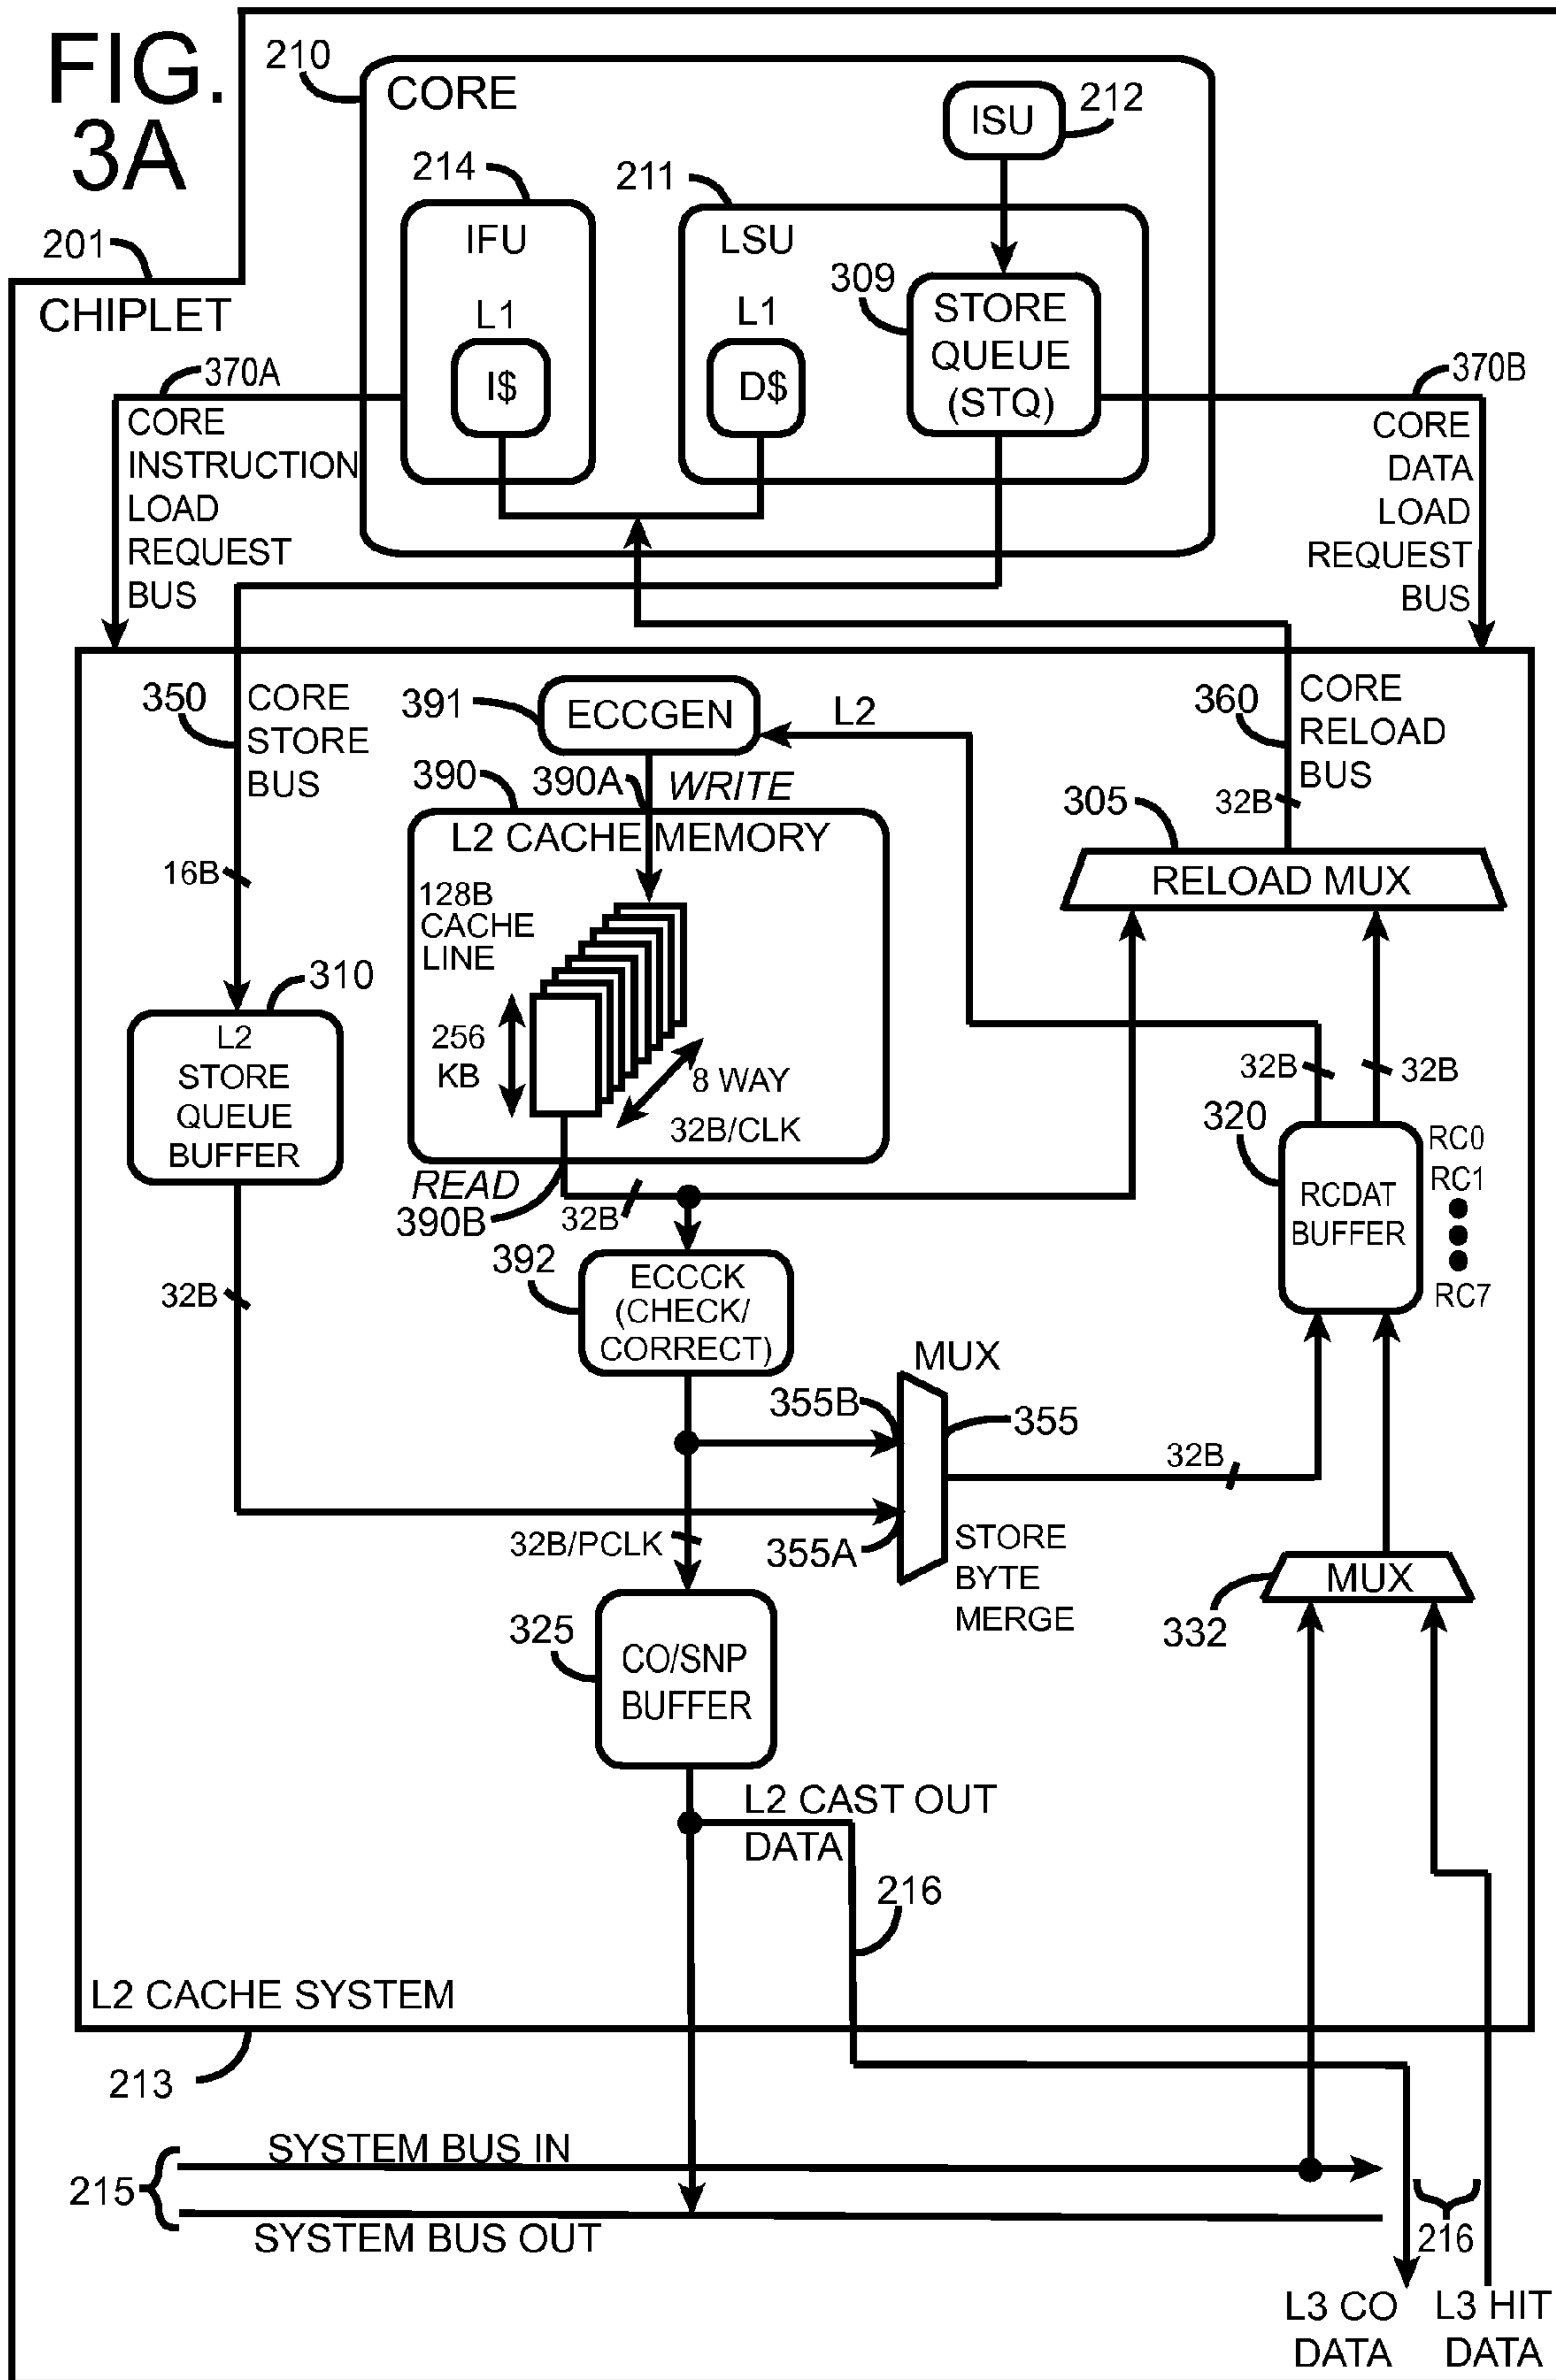 FIG.
3A
210
CORE
ISU
212
214
211
IFU
LSU
201
CHIPLET
L1
I$
L1
D$
309
STORE
QUEUE
(STQ)
370A
370B
CORE
INSTRUCTION
LOAD
REQUEST
BUS
CORE
DATA
LOAD
REQUEST
BUS
350
CORE
STORE
BUS
391
ECCGEN
L2
360
CORE
RELOAD
BUS
390
390A
WRITE
305
32B
L2 CACHE MEMORY
RELOAD MUX
16B
128B
CACHE
LINE
310
256
KB
8 WAY
32B/CLK
L2
STORE
QUEUE
BUFFER
32B
32B
320
RCDAT
BUFFER
RC0
RC1
RC7
READ
390B
32B
392
ECCCK
(CHECK/
CORRECT)
32B
MUX
355B
355
32B
32B/PCLK
355A
STORE
BYTE
MERGE
MUX
332
325
CO/SNP
BUFFER
L2 CAST OUT
DATA
216
L2 CACHE SYSTEM
213
SYSTEM BUS IN
215
SYSTEM BUS OUT
216
L3 CO
DATA
L3 HIT
DATA